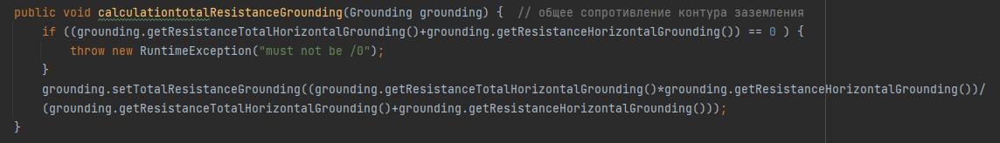 public void calculationtotalResistanceGrounding(Grounding grounding) { // общее сопротивление контура заземления
if ((grounding.getResistanceTotalHorizontalGrounding()+grounding.getResistanceHorizontalGrounding()) == 0 ) {
throw new RuntimeException("must not be /0");
}
grounding.setTotalResistanceGrounding((grounding.getResistanceTotalHorizontalGrounding()*grounding.getResistanceHorizontalGrounding())/
(grounding.getResistanceTotalHorizontalGrounding()+grounding.getResistanceHorizontalGrounding()));
}